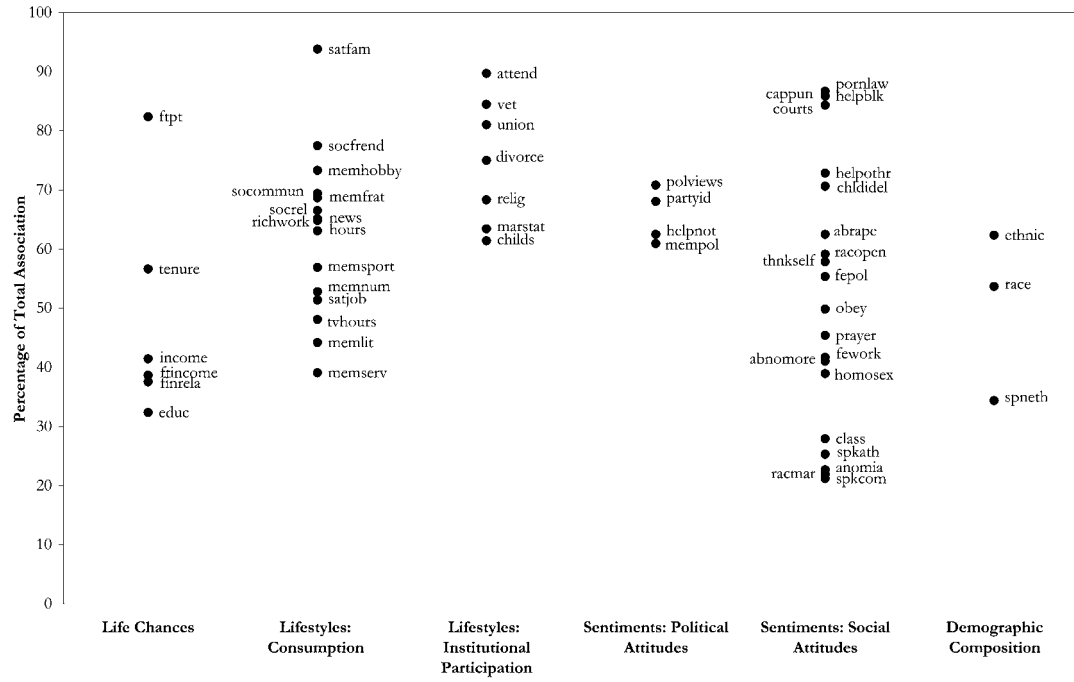 Percentage of Total Association
100
90
80
70
60
50
40
30
20
10
0
ftpt
tenure
income
frincome
finrela
educ
satfam
socfrend
memhobby
socommun
memfrat
socrel
news
richwork
hours
memsport
memnum
satjob
tvhours
memlit
memserv
attend
vet
union
divorce
relig
marstat
childs
polviews
partyid
helpnot
mempol
pornlaw
cappun
helpblk
courts
helpothr
chldidel
abrape
racopen
thnkself
fepol
obey
prayer
fework
abnomore
homosex
class
spkath
anomia
racmar
spkcom
ethnic
race
spneth
Life Chances
Lifestyles:
Consumption
Lifestyles:
Institutional
Participation
Sentiments: Political
Attitudes
Sentiments: Social
Attitudes
Demographic
Composition